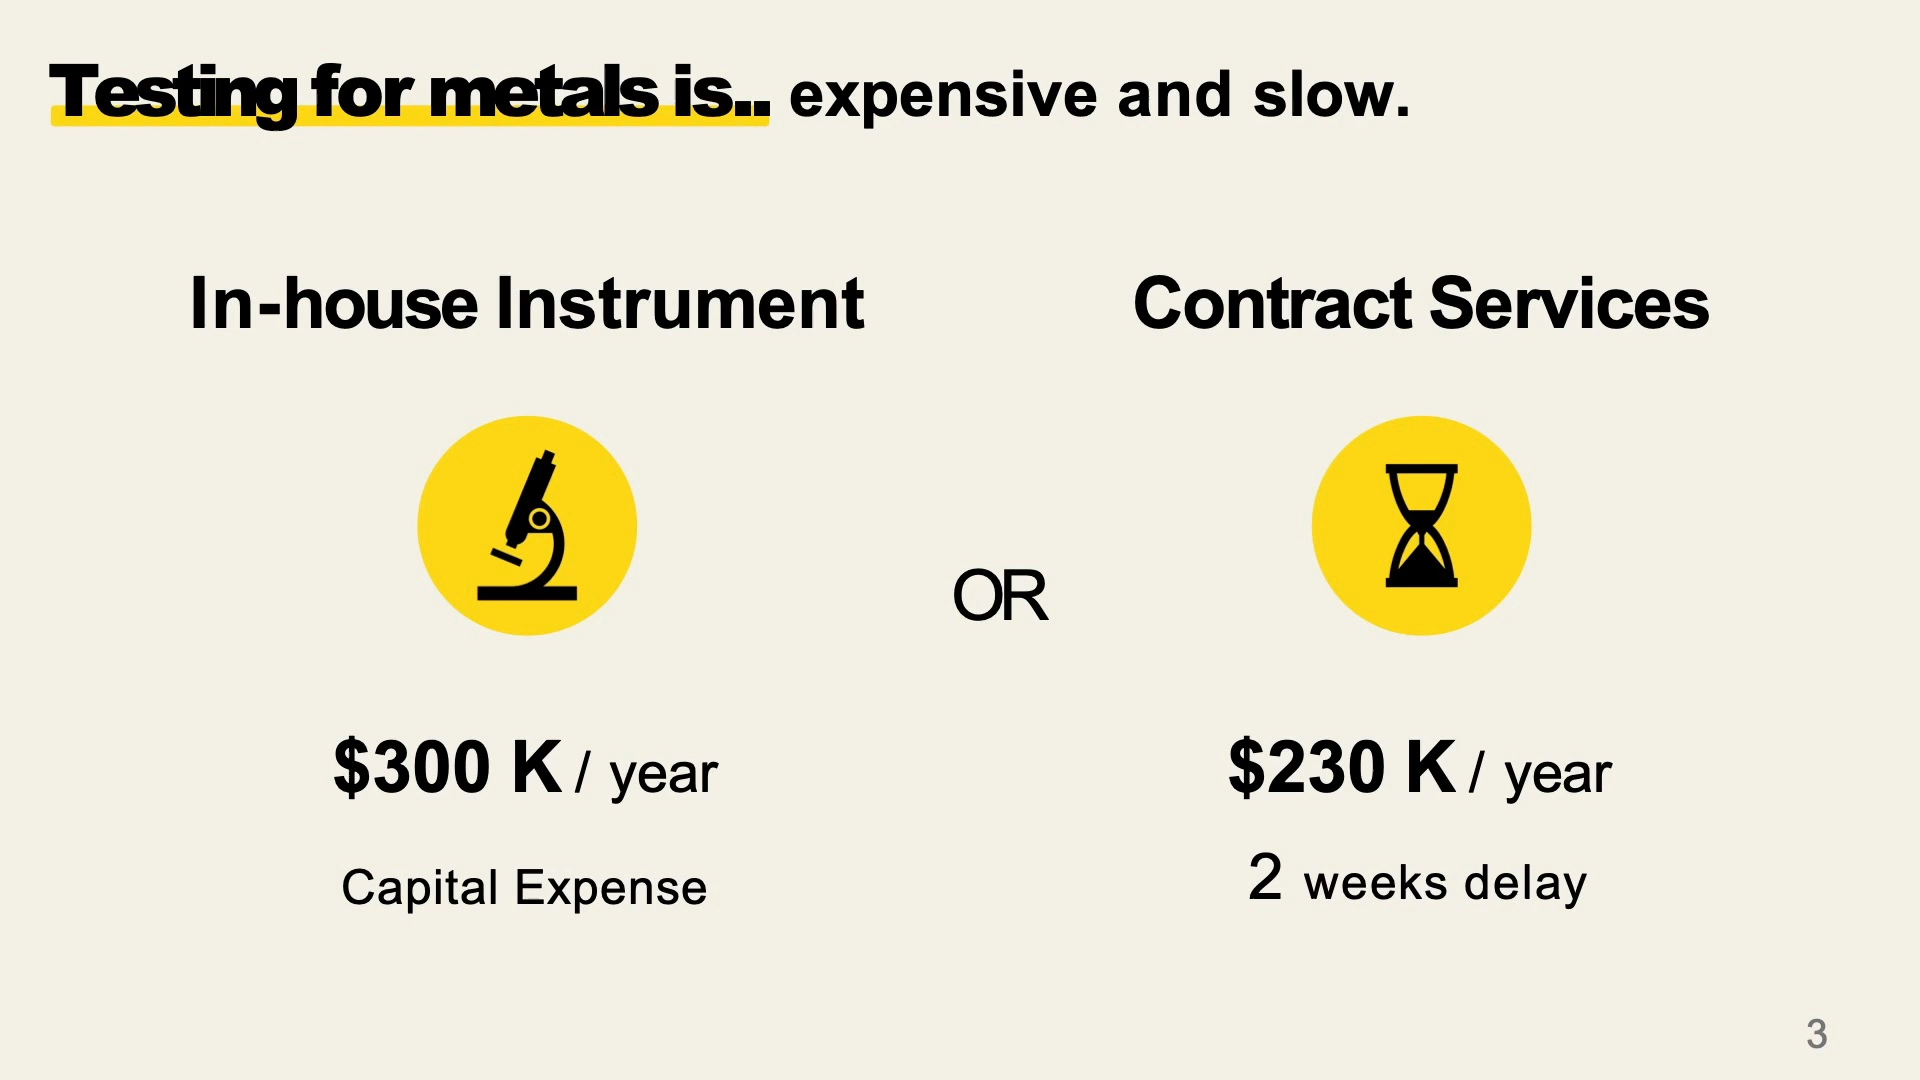 Testing for metals is.. expensive and slow.
In-house Instrument
Contract Services
OR
$300 K / year
$230 K / year
Capital Expense
2 weeks delay
3